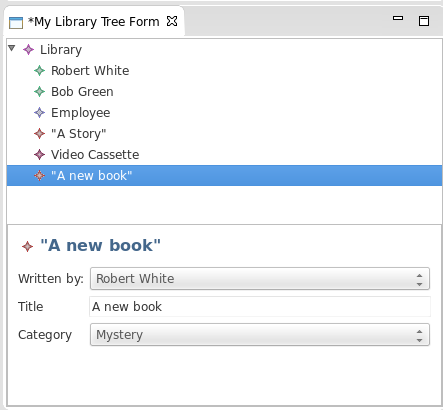 *My Library Tree Form
Library
Robert White
Bob Green
Employee
"A Story"
Video Cassette
"A new book"
"A new book"
Written by: Robert White
Title A new book
Category Mystery